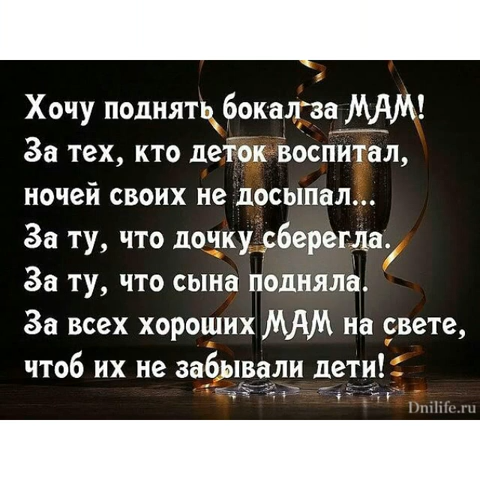 Хочу поднять бокал за МАМ!
За тех, кто деток воспитал,
ночей своих не досыпал...
За ту, что дочку сберегла.
За ту, что сына подняла.
За всех хороших МАМ на свете,
чтоб их не забывали дети!
Dnilife.ru